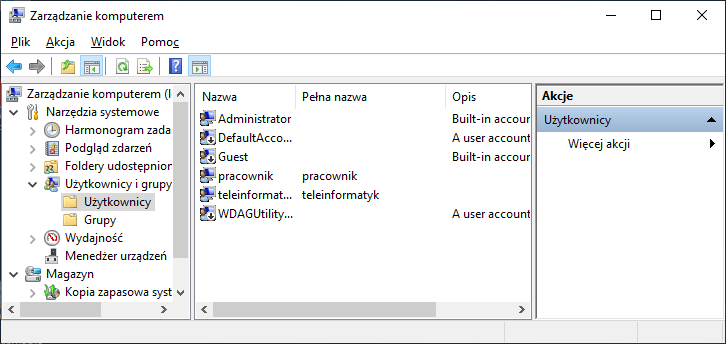 Zarządzanie komputerem
Plik Akcja Widok Pomoc
Zarządzanie komputerem (l
Narzędzia systemowe
Harmonogram zada
Podgląd zdarzeń
Foldery udostępnion
Użytkownicy i grupy
Użytkownicy
Grupy
Wydajność
Menedżer urządzeń
Magazyn
Kopia zapasowa syst
Nazwa Pełna nazwa Opis
Administrator Built-in accour
DefaultAcco... A user account
Guest Built-in accour
pracownik pracownik
teleinformat... teleinformatyk
WDAGUtility... A user account
Akcje
Użytkownicy
Więcej akcji